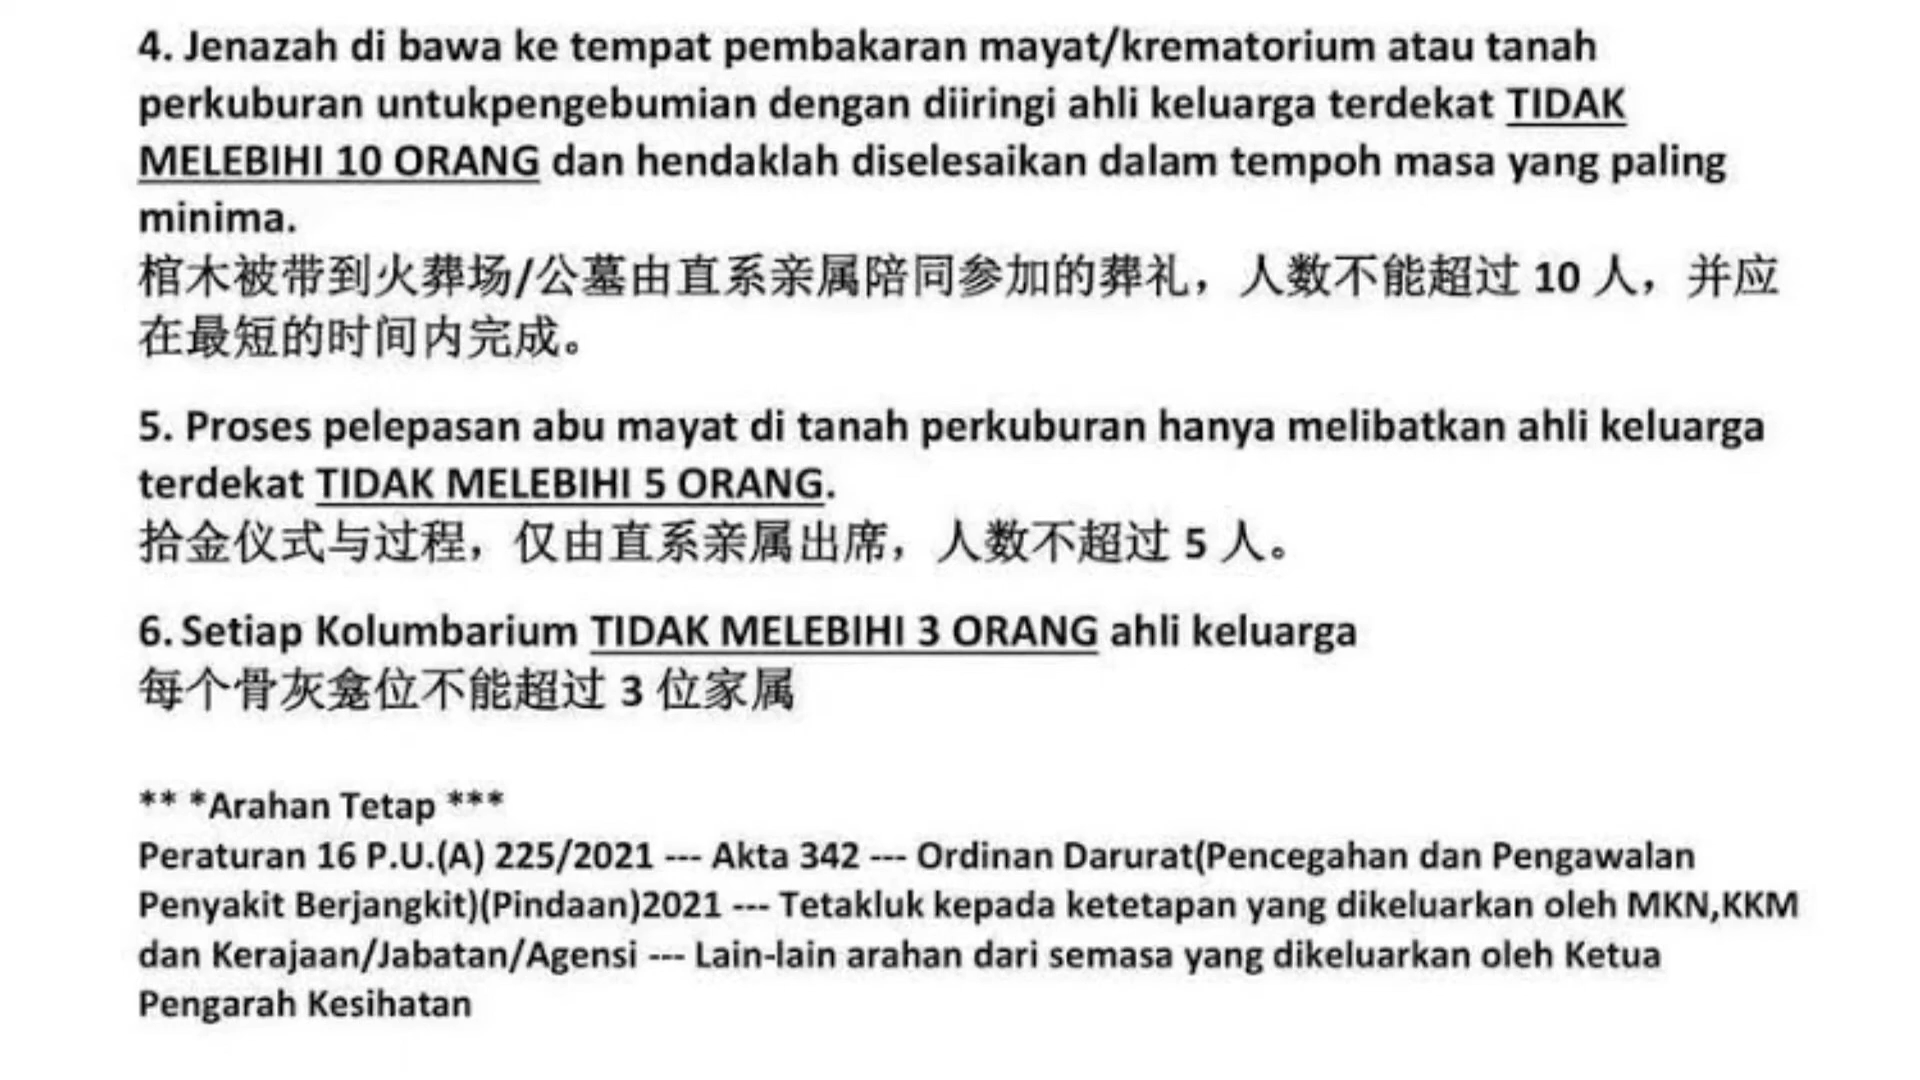 4. Jenazah di bawa ke tempat pembakaran mayat/krematorium atau tanah
perkuburan untukpengebumian dengan diiringi ahli keluarga terdekat TIDAK
MELEBIHI 10 ORANG dan hendaklah diselesaikan dalam tempoh masa yang paling
minima.
棺木被带到火葬场/公墓由直系亲属陪同参加的葬礼，人数不能超过 10 人，并应
在最短的时间内完成。
5. Proses pelepasan abu mayat di tanah perkuburan hanya melibatkan ahli keluarga
terdekat TIDAK MELEBIHI 5 ORANG.
拾金仪式与过程，仅由直系亲属出席，人数不超过 5 人。
6. Setiap Kolumbarium TIDAK MELEBIHI 3 ORANG ahli keluarga
每个骨灰龛位不能超过 3 位家属
** *Arahan Tetap ***
Peraturan 16 P.U.(A) 225/2021 --- Akta 342 --- Ordinan Darurat(Pencegahan dan Pengawalan
Penyakit Berjangkit)(Pindaan)2021 --- Tetakluk kepada ketetapan yang dikeluarkan oleh MKN,KKM
dan Kerajaan/Jabatan/Agensi --- Lain-lain arahan dari semasa yang dikeluarkan oleh Ketua
Pengarah Kesihatan